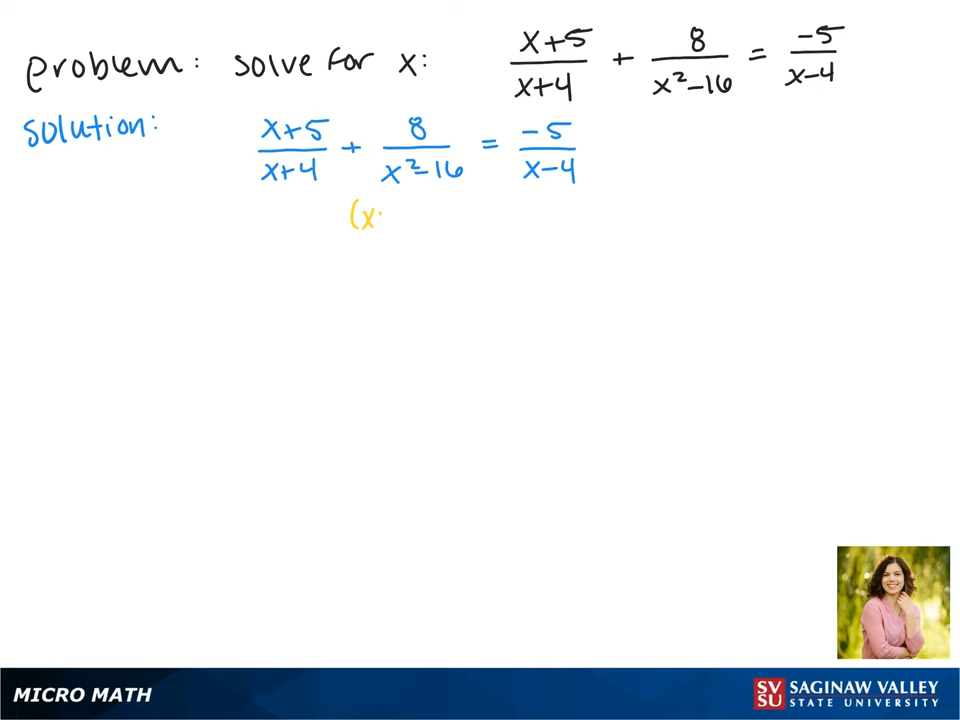 problem: solve for x: (x+5)/(x+4) + 8/(x²-16) = -5/(x-4)
solution: (x+5)/(x+4) + 8/(x²-16) = -5/(x-4)
(x
MICRO MATH
SV SU SAGINAW VALLEY STATE UNIVERSITY